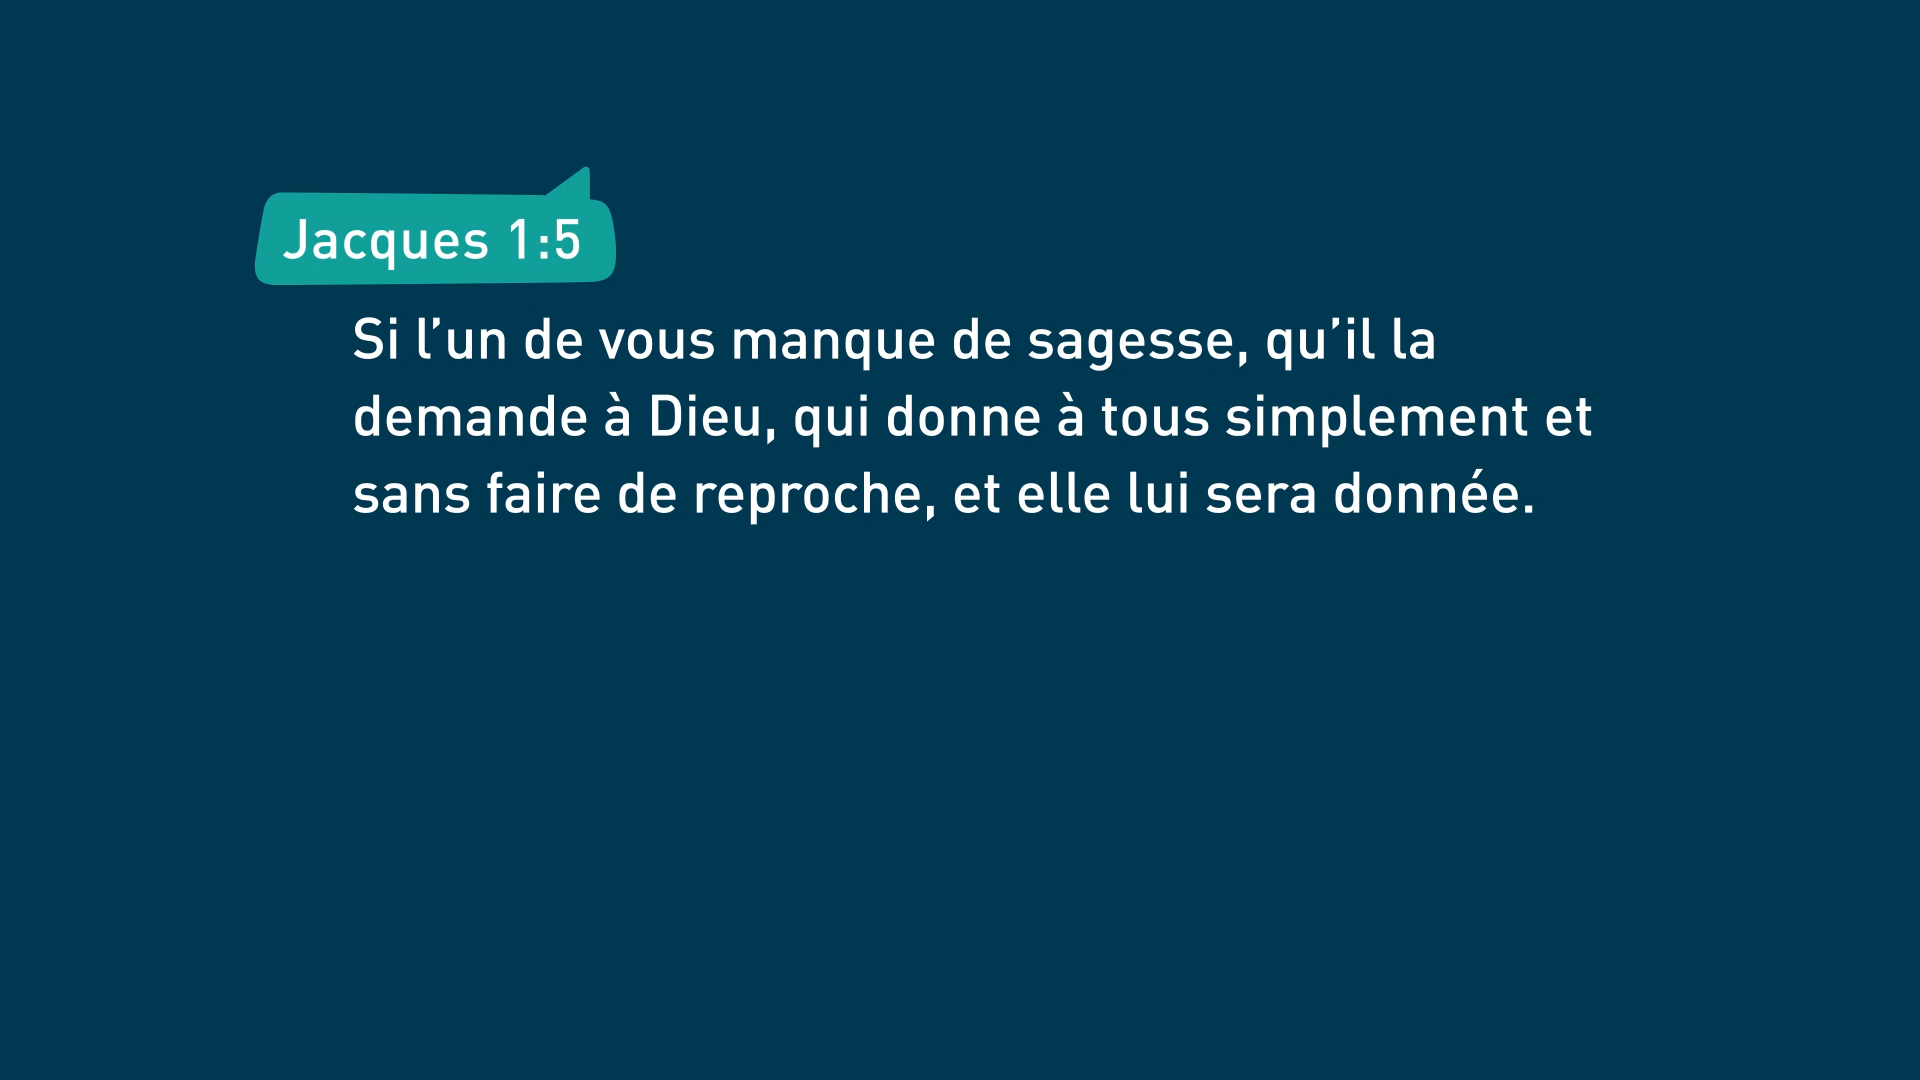 Jacques 1:5
Si l’un de vous manque de sagesse, qu’il la
demande à Dieu, qui donne à tous simplement et
sans faire de reproche, et elle lui sera donnée.